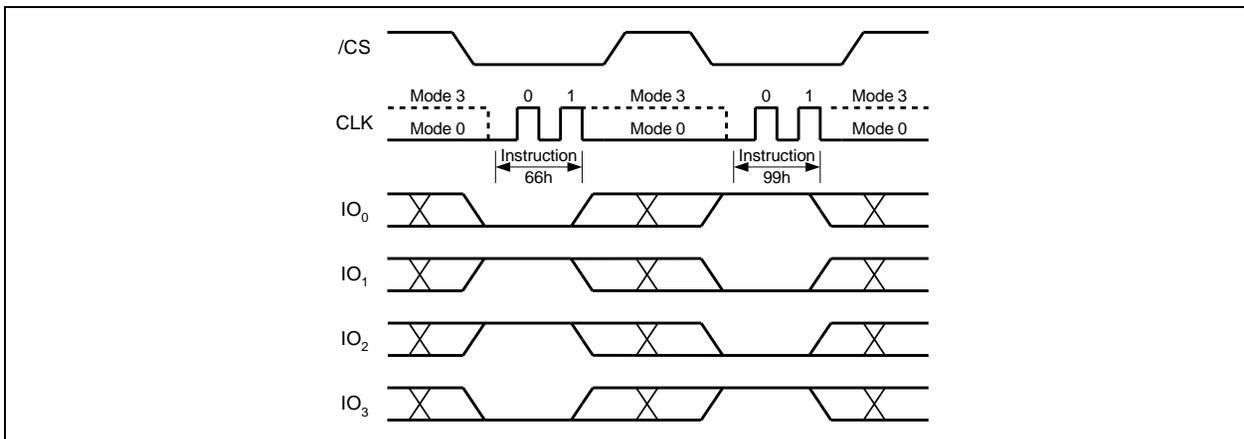 /CS
Mode 3 0 1 Mode 3 0 1 Mode 3
CLK
Mode 0 Mode 0 Mode 0
Instruction Instruction
66h 99h
IO0
IO1
IO2
IO3